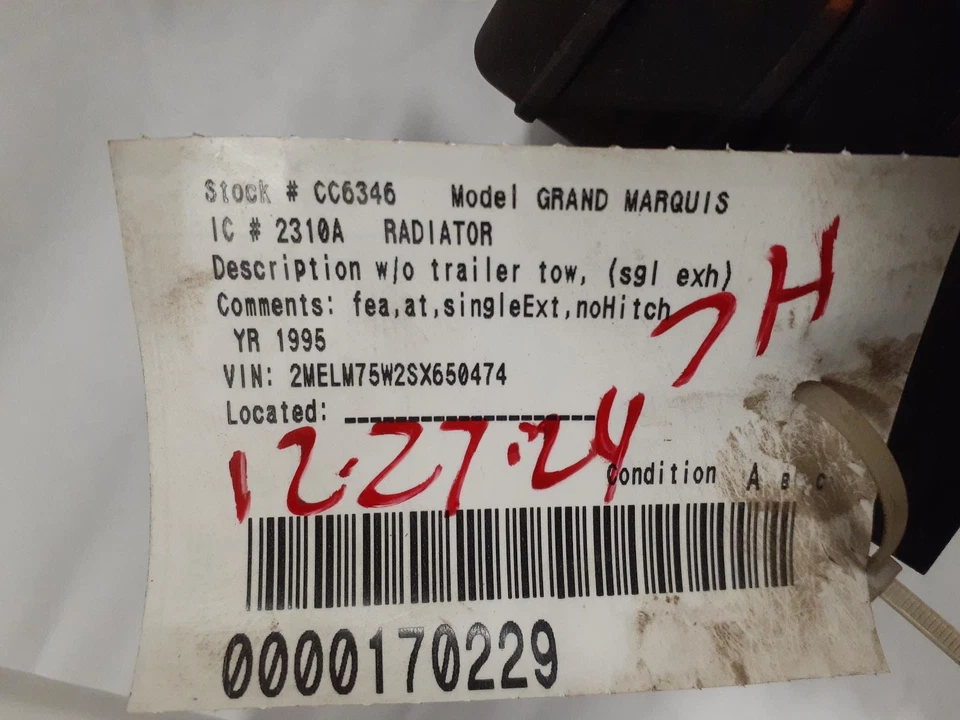 Stock # CC6346 Model GRAND MARQUIS
IC # 2310A RADIATOR
Description w/o trailer tow, (sgl exh)
Comments: fea,at,singleExt,noHitch
7H
YR 1995
VIN: 2MELM75W2SX650474
Located: ____________________
12·27·24
Condition A B C
0000170229